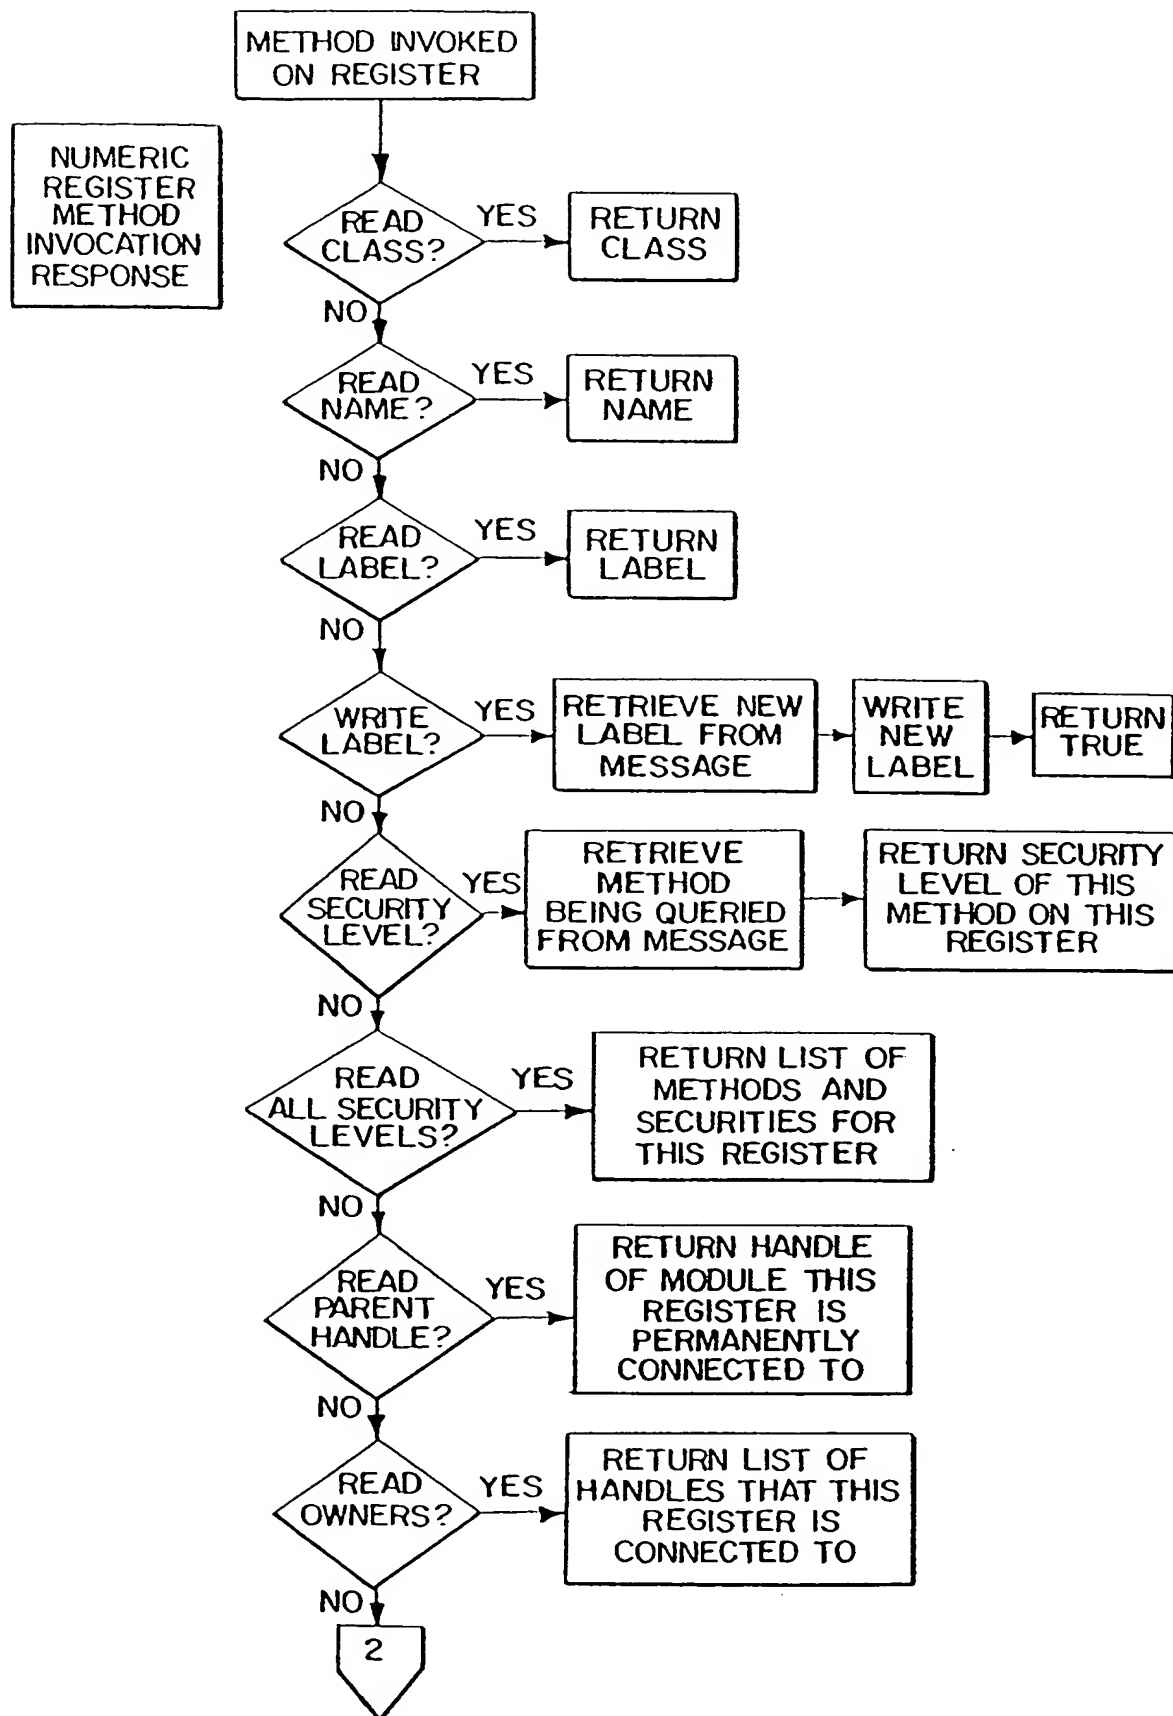 METHOD INVOKED
ON REGISTER
NUMERIC
REGISTER
METHOD
INVOCATION
RESPONSE
READ
CLASS?
YES
RETURN
CLASS
NO
READ
NAME?
YES
RETURN
NAME
NO
READ
LABEL?
YES
RETURN
LABEL
NO
WRITE
LABEL?
YES
RETRIEVE NEW
LABEL FROM
MESSAGE
WRITE
NEW
LABEL
RETURN
TRUE
NO
READ
SECURITY
LEVEL?
YES
RETRIEVE
METHOD
BEING QUERIED
FROM MESSAGE
RETURN SECURITY
LEVEL OF THIS
METHOD ON THIS
REGISTER
NO
READ
ALL SECURITY
LEVELS?
YES
RETURN LIST OF
METHODS AND
SECURITIES FOR
THIS REGISTER
NO
READ
PARENT
HANDLE?
YES
RETURN HANDLE
OF MODULE THIS
REGISTER IS
PERMANENTLY
CONNECTED TO
NO
READ
OWNERS?
YES
RETURN LIST OF
HANDLES THAT THIS
REGISTER IS
CONNECTED TO
NO
2